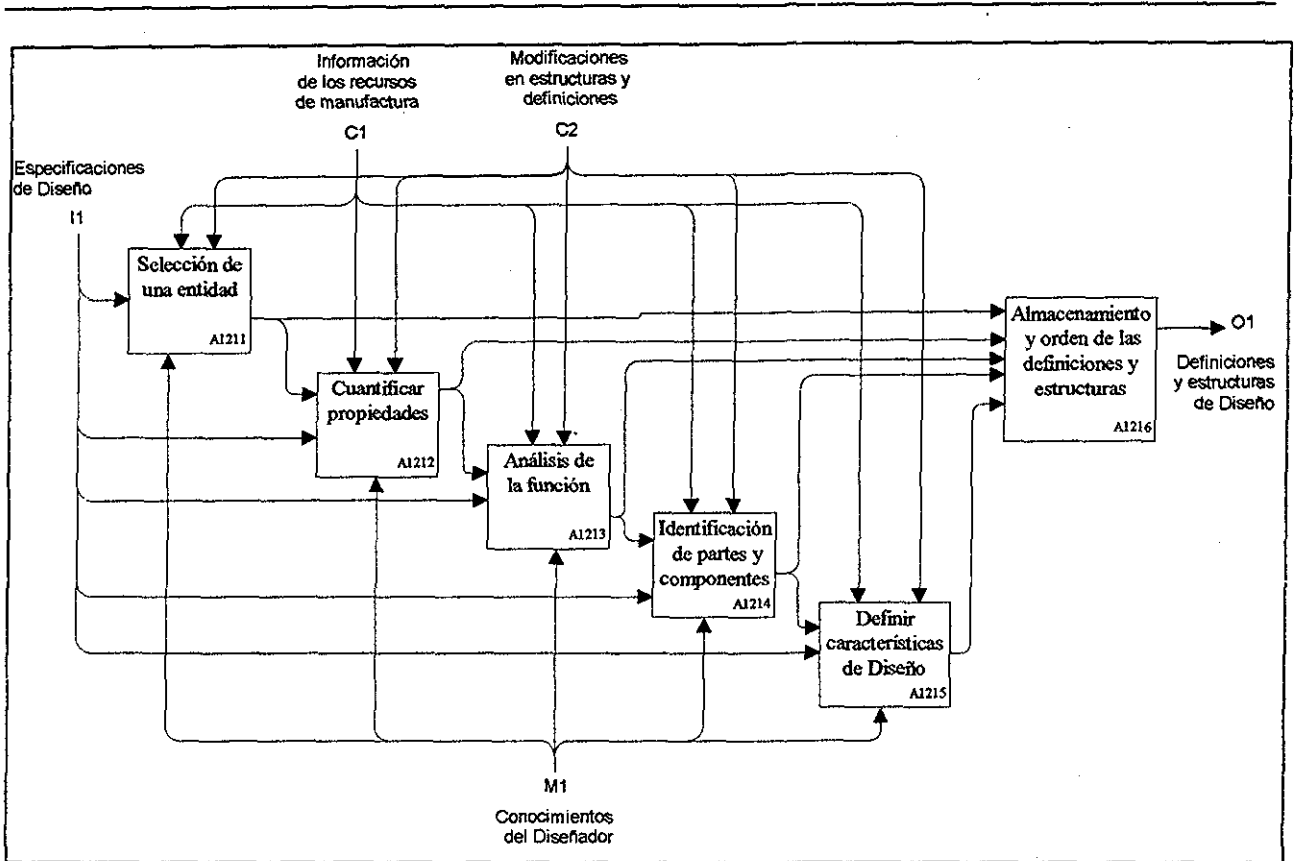 Información
de los recursos
de manufactura
C1
Modificaciones
en estructuras y
definiciones
C2
Especificaciones
de Diseño
I1
Selección de
una entidad
A1211
Cuantificar
propiedades
A1212
Análisis de
la función
A1213
Identificación
de partes y
componentes
A1214
Definir
características
de Diseño
A1215
Almacenamiento
y orden de las
definiciones y
estructuras
A1216
O1
Definiciones
y estructuras
de Diseño
M1
Conocimientos
del Diseñador